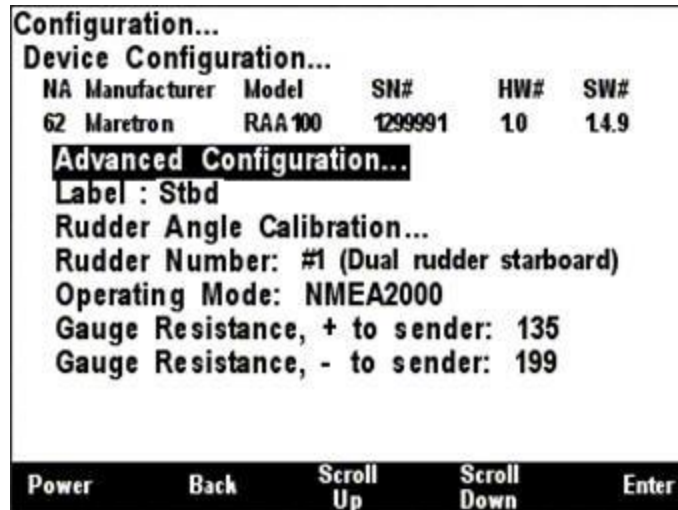 Configuration...
Device Configuration...
NA Manufacturer Model SN# HW# SW#
62 Maretron RAA100 1299991 1.0 1.4.9
Advanced Configuration...
Label : Stbd
Rudder Angle Calibration...
Rudder Number: #1 (Dual rudder starboard)
Operating Mode: NMEA2000
Gauge Resistance, + to sender: 135
Gauge Resistance, - to sender: 199
Power Back Scroll Up Scroll Down Enter